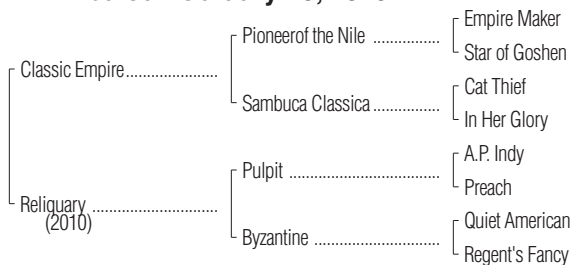 Empire Maker
Pioneerof the Nile ................
Star of Goshen
Classic Empire......................
Cat Thief
Sambuca Classica ................
In Her Glory
A.P. Indy
Pulpit ....................................
Preach
Reliquary ..............................
(2010)
Quiet American
Byzantine ..............................
Regent's Fancy